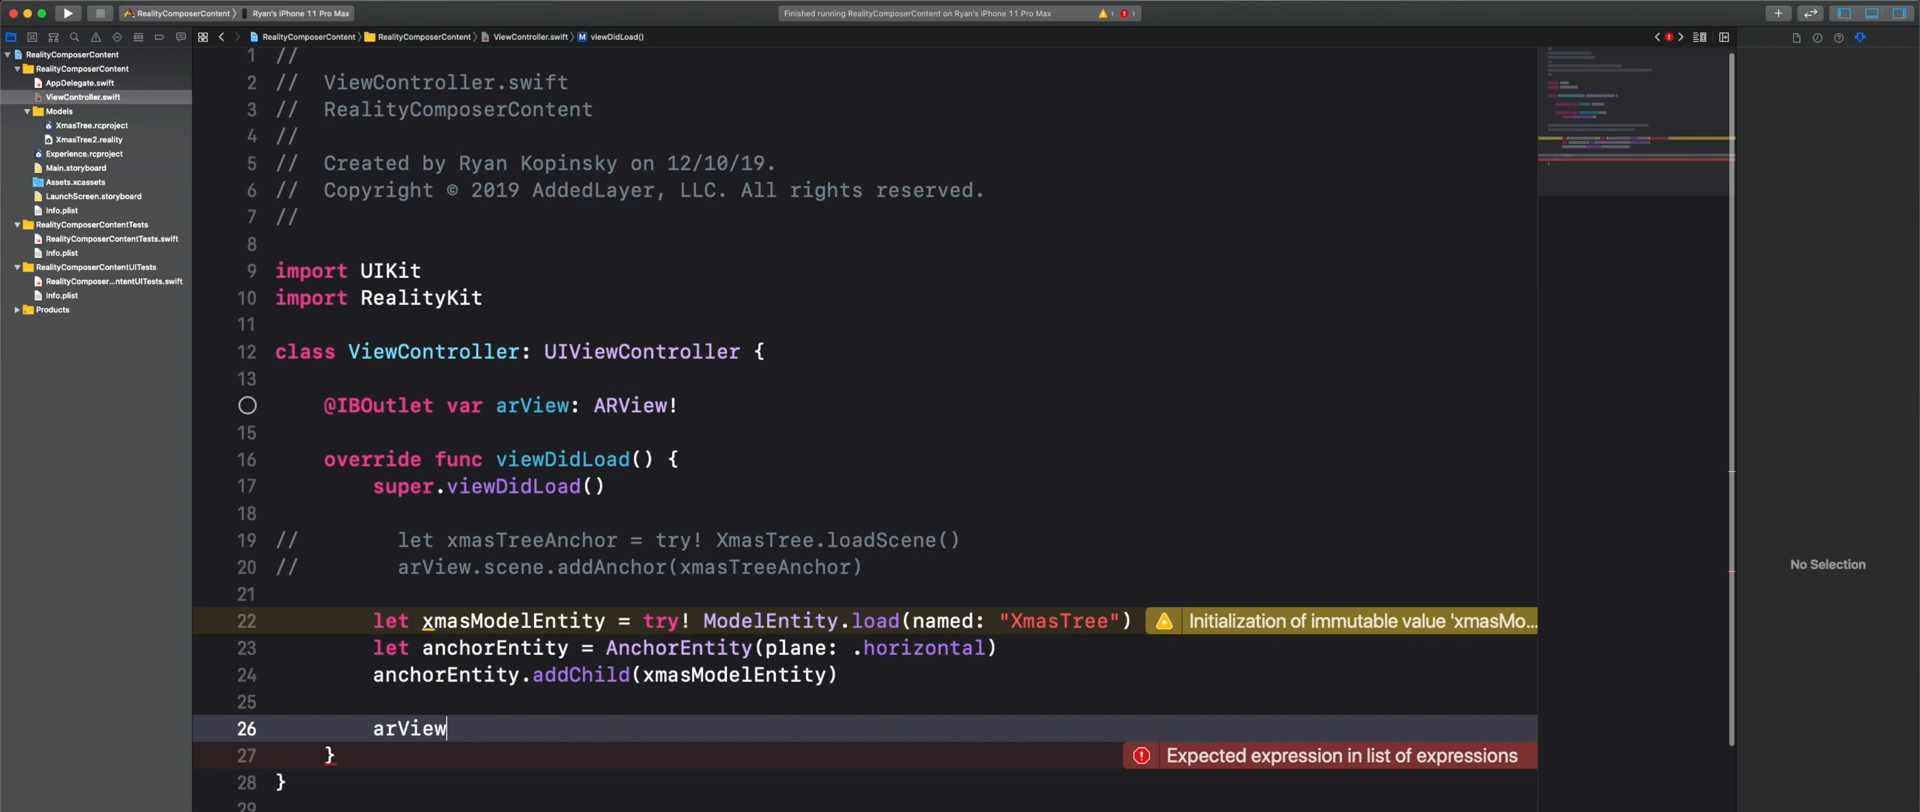 RealityComposerContent
Ryan's iPhone 11 Pro Max
Finished running RealityComposerContent on Ryan's iPhone 11 Pro Max
1
1
RealityComposerContent
RealityComposerContent
ViewController.swift
M
viewDidLoad()
RealityComposerContent
RealityComposerContent
AppDelegate.swift
ViewController.swift
Models
XmasTree.rcproject
XmasTree2.reality
Experience.rcproject
Main.storyboard
Assets.xcassets
LaunchScreen.storyboard
Info.plist
RealityComposerContentTests
RealityComposerContentTests.swift
Info.plist
RealityComposerContentUITests
RealityComposer...ntentUITests.swift
Info.plist
Products
1 //
2 // ViewController.swift
3 // RealityComposerContent
4 //
5 // Created by Ryan Kopinsky on 12/10/19.
6 // Copyright © 2019 AddedLayer, LLC. All rights reserved.
7 //
8
9 import UIKit
10 import RealityKit
11
12 class ViewController: UIViewController {
13
@IBOutlet var arView: ARView!
15
16 override func viewDidLoad() {
17 super.viewDidLoad()
18
19 // let xmasTreeAnchor = try! XmasTree.loadScene()
20 // arView.scene.addAnchor(xmasTreeAnchor)
21
22 let xmasModelEntity = try! ModelEntity.load(named: "XmasTree") Initialization of immutable value 'xmasMo...
23 let anchorEntity = AnchorEntity(plane: .horizontal)
24 anchorEntity.addChild(xmasModelEntity)
25
26 arView
27 } Expected expression in list of expressions
28 }
29
No Selection